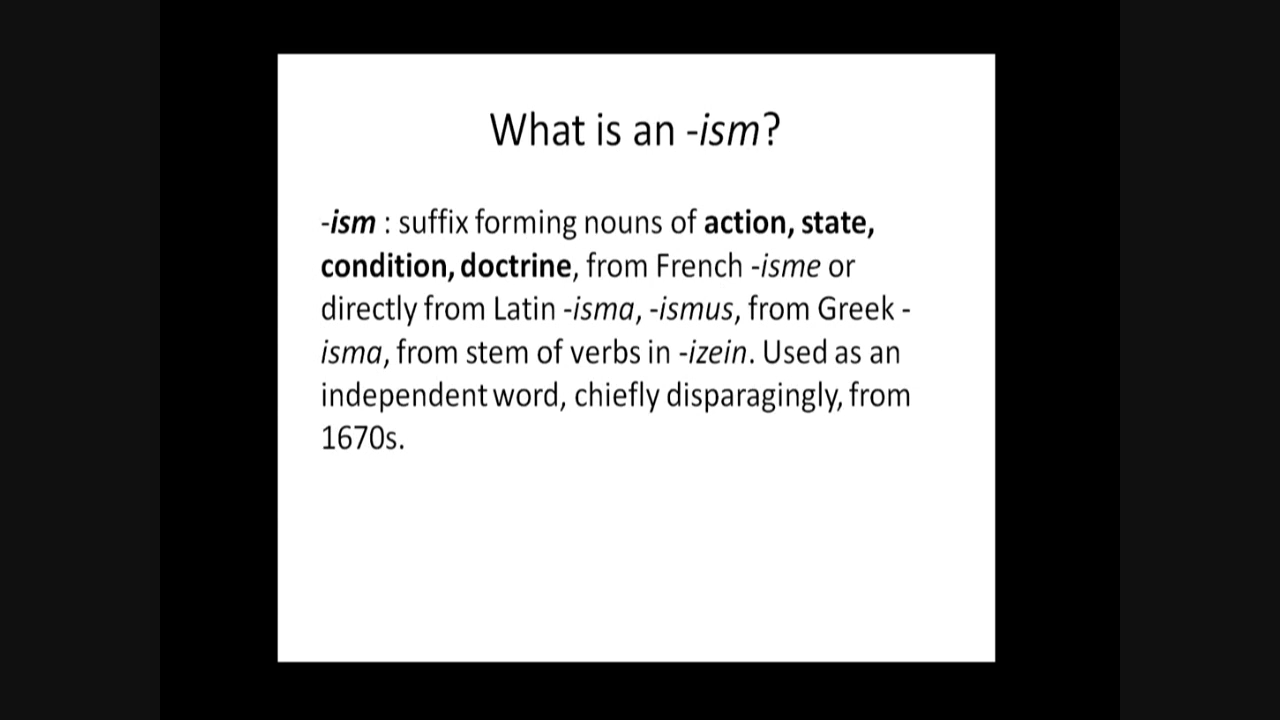 What is an -ism?
-ism : suffix forming nouns of action, state,
condition, doctrine, from French -isme or
directly from Latin -isma, -ismus, from Greek -
isma, from stem of verbs in -izein. Used as an
independent word, chiefly disparagingly, from
1670s.